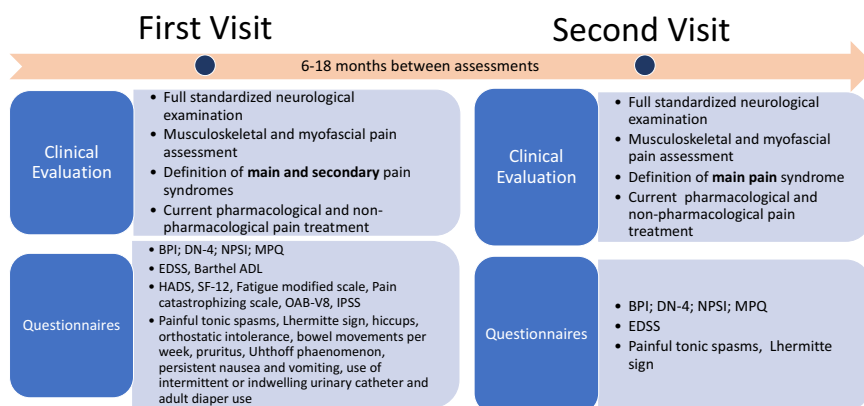 First Visit
Second Visit
6-18 months between assessments
Clinical
Evaluation
• Full standardized neurological
examination
• Musculoskeletal and myofascial pain
assessment
• Definition of main and secondary pain
syndromes
• Current pharmacological and non-
pharmacological pain treatment
Questionnaires
• BPI; DN-4; NPSI; MPQ
• EDSS, Barthel ADL
• HADS, SF-12, Fatigue modified scale, Pain
catastrophizing scale, OAB-V8, IPSS
• Painful tonic spasms, Lhermitte sign, hiccups,
orthostatic intolerance, bowel movements per
week, pruritus, Uhthoff phaenomenon,
persistent nausea and vomiting, use of
intermittent or indwelling urinary catheter and
adult diaper use
Clinical
Evaluation
• Full standardized neurological
examination
• Musculoskeletal and myofascial
pain assessment
• Definition of main pain syndrome
• Current pharmacological and
non-pharmacological pain
treatment
Questionnaires
• BPI; DN-4; NPSI; MPQ
• EDSS
• Painful tonic spasms, Lhermitte
sign